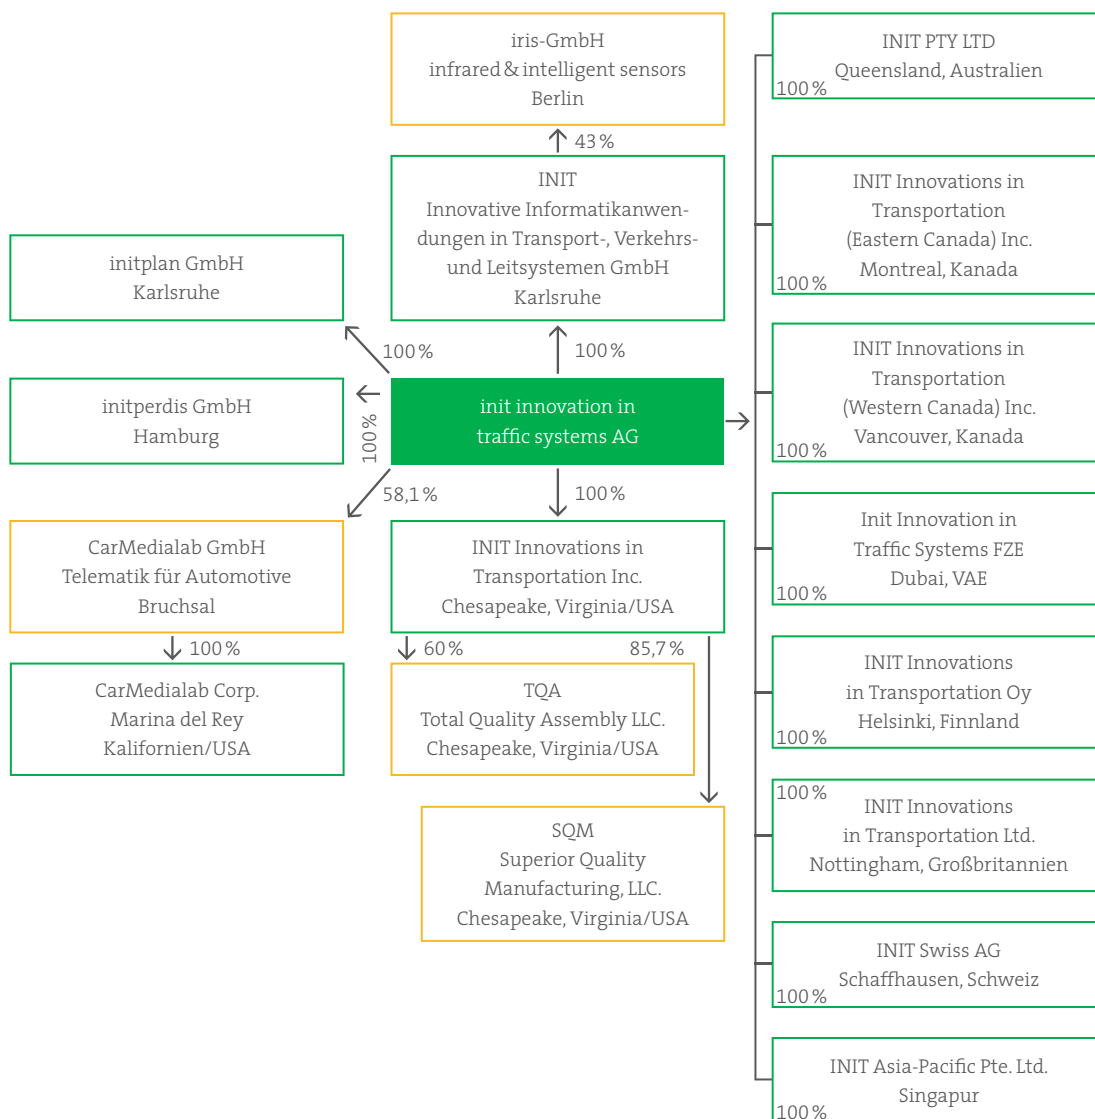 iris-GmbH
infrared & intelligent sensors
Berlin
43 %
INIT
Innovative Informatikanwen-
dungen in Transport-, Verkehrs-
und Leitsystemen GmbH
Karlsruhe
initplan GmbH
Karlsruhe
100 %
100 %
initperdis GmbH
Hamburg
100 %
init innovation in
traffic systems AG
58,1 %
100 %
CarMedialab GmbH
Telematik für Automotive
Bruchsal
100 %
CarMedialab Corp.
Marina del Rey
Kalifornien/USA
INIT Innovations in
Transportation Inc.
Chesapeake, Virginia/USA
60 %
85,7 %
TQA
Total Quality Assembly LLC.
Chesapeake, Virginia/USA
SQM
Superior Quality
Manufacturing, LLC.
Chesapeake, Virginia/USA
INIT PTY LTD
Queensland, Australien
100 %
INIT Innovations in
Transportation
(Eastern Canada) Inc.
Montreal, Kanada
100 %
INIT Innovations in
Transportation
(Western Canada) Inc.
Vancouver, Kanada
100 %
Init Innovation in
Traffic Systems FZE
Dubai, VAE
100 %
INIT Innovations
in Transportation Oy
Helsinki, Finnland
100 %
100 %
INIT Innovations
in Transportation Ltd.
Nottingham, Großbritannien
INIT Swiss AG
Schaffhausen, Schweiz
100 %
INIT Asia-Pacific Pte. Ltd.
Singapur
100 %